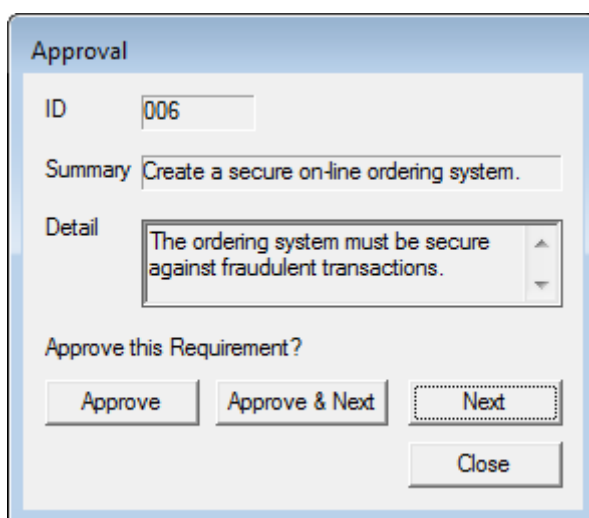 Approval
ID 006
Summary Create a secure on-line ordering system.
Detail The ordering system must be secure
against fraudulent transactions.
Approve this Requirement?
Approve Approve & Next Next
Close